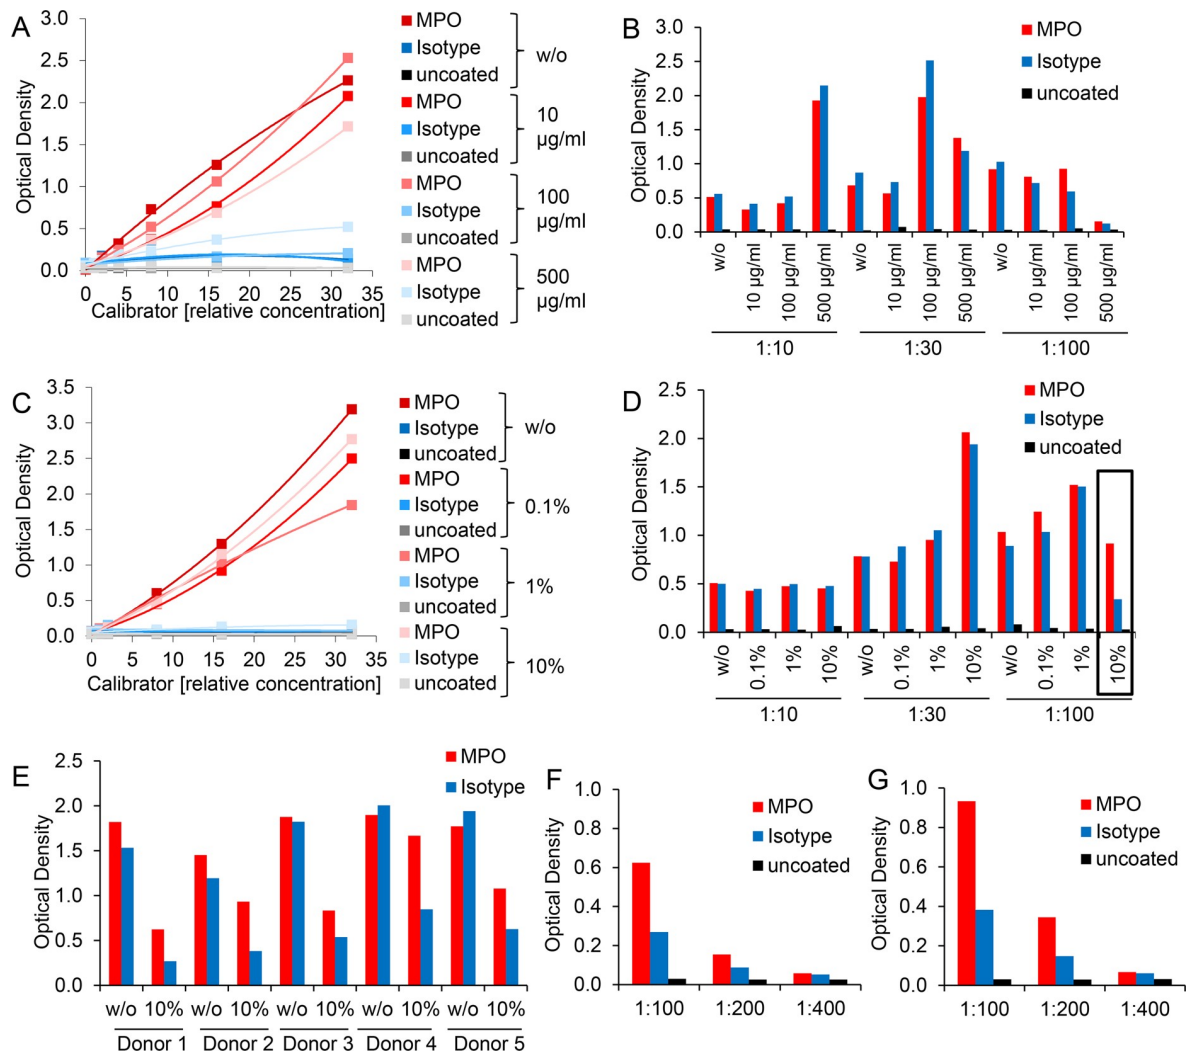 A
Optical Density
3.0
2.5
2.0
1.5
1.0
0.5
0.0
0 5 10 15 20 25 30 35
Calibrator [relative concentration]
MPO
Isotype
uncoated
w/o
MPO
Isotype
uncoated
10
µg/ml
MPO
Isotype
uncoated
100
µg/ml
MPO
Isotype
uncoated
500
µg/ml
B
Optical Density
3.0
2.5
2.0
1.5
1.0
0.5
0.0
MPO
Isotype
uncoated
w/o 10 µg/ml 100 µg/ml 500 µg/ml w/o 10 µg/ml 100 µg/ml 500 µg/ml w/o 10 µg/ml 100 µg/ml 500 µg/ml
1:10 1:30 1:100
C
Optical Density
3.5
3.0
2.5
2.0
1.5
1.0
0.5
0.0
0 5 10 15 20 25 30 35
Calibrator [relative concentration]
MPO
Isotype
uncoated
w/o
MPO
Isotype
uncoated
0.1%
MPO
Isotype
uncoated
1%
MPO
Isotype
uncoated
10%
D
Optical Density
2.5
2.0
1.5
1.0
0.5
0.0
MPO
Isotype
uncoated
w/o 0.1% 1% 10% w/o 0.1% 1% 10% w/o 0.1% 1% 10%
1:10 1:30 1:100
E
Optical Density
2.5
2.0
1.5
1.0
0.5
0.0
MPO
Isotype
w/o 10% w/o 10% w/o 10% w/o 10% w/o 10%
Donor 1 Donor 2 Donor 3 Donor 4 Donor 5
F
Optical Density
1.0
0.8
0.6
0.4
0.2
0.0
MPO
Isotype
uncoated
1:100 1:200 1:400
G
Optical Density
1.0
0.8
0.6
0.4
0.2
0.0
MPO
Isotype
uncoated
1:100 1:200 1:400